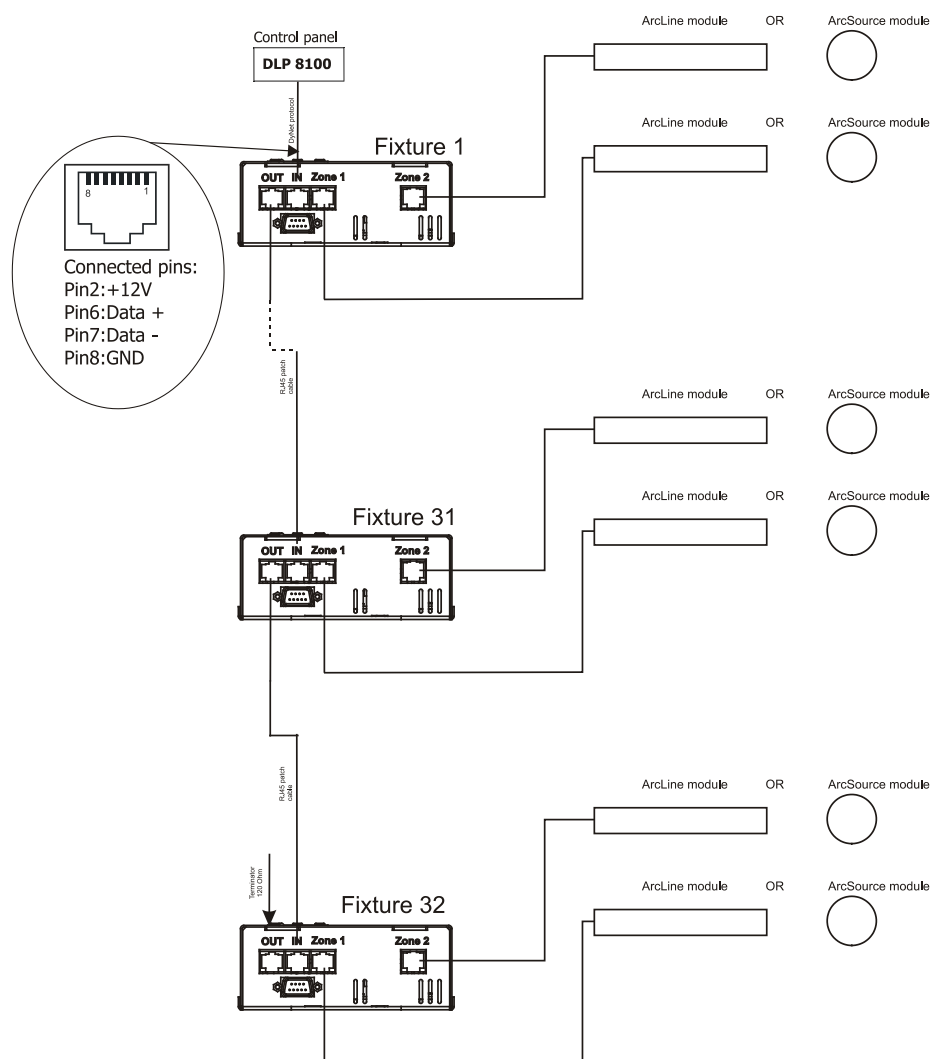 ArcLine module OR ArcSource module
Control panel
DLP 8100
DyNet protocol
ArcLine module OR ArcSource module
Fixture 1
OUT IN Zone 1 Zone 2
8 1
Connected pins:
Pin2:+12V
Pin6:Data +
Pin7:Data -
Pin8:GND
RJ45 patch
cable
ArcLine module OR ArcSource module
ArcLine module OR ArcSource module
Fixture 31
OUT IN Zone 1 Zone 2
RJ45 patch
cable
ArcLine module OR ArcSource module
Terminator
120 Ohm
ArcLine module OR ArcSource module
Fixture 32
OUT IN Zone 1 Zone 2